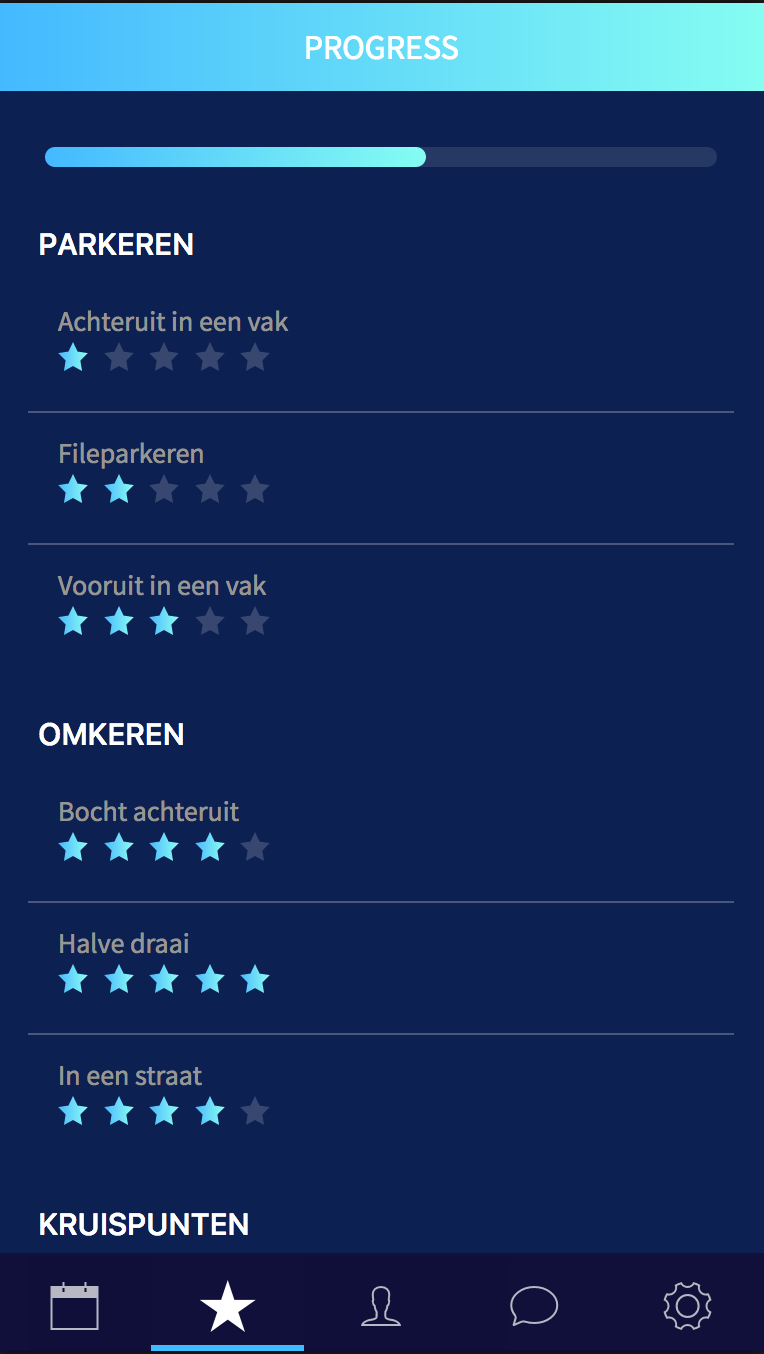 PROGRESS
PARKEREN
Achteruit in een vak
Fileparkeren
Vooruit in een vak
OMKEREN
Bocht achteruit
Halve draai
In een straat
KRUISPUNTEN